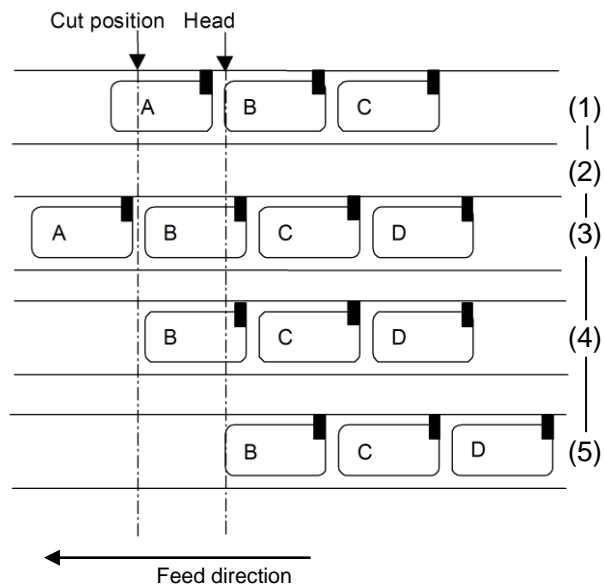 Cut position Head
A B C (1)
(2)
A B C D (3)
B C D (4)
B C D (5)
Feed direction